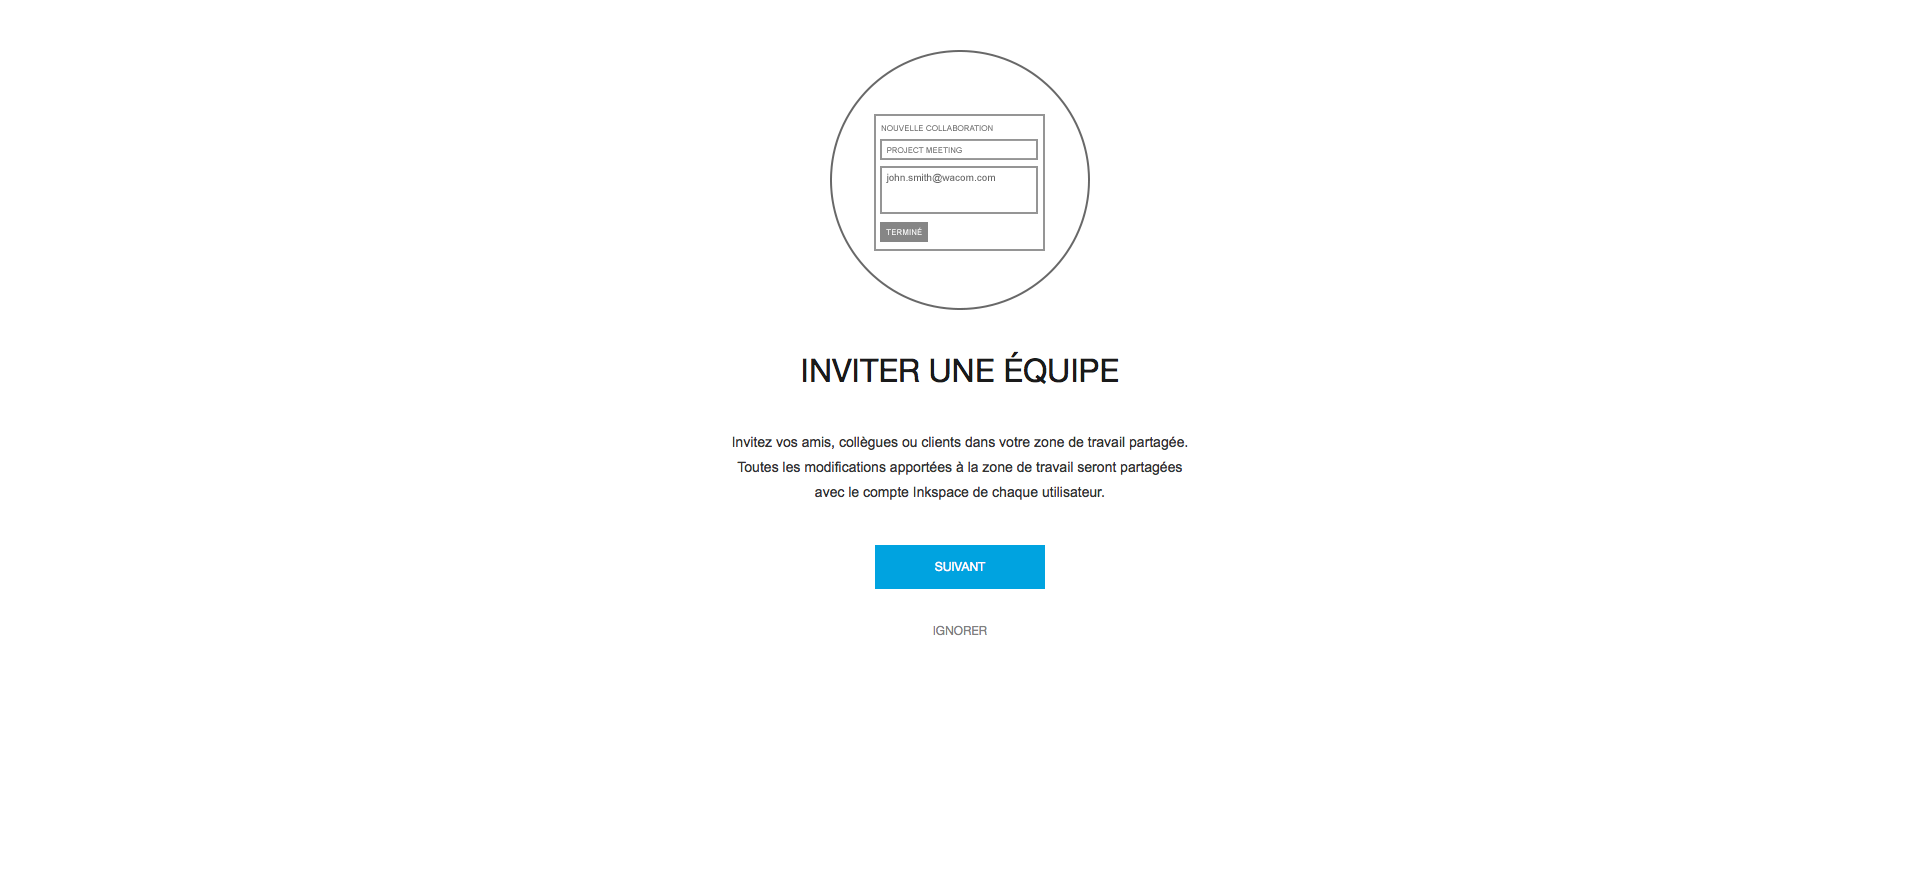 NOUVELLE COLLABORATION
PROJECT MEETING
john.smith@wacom.com
TERMINÉ
INVITER UNE ÉQUIPE
Invitez vos amis, collègues ou clients dans votre zone de travail partagée.
Toutes les modifications apportées à la zone de travail seront partagées
avec le compte Inkspace de chaque utilisateur.
SUIVANT
IGNORER